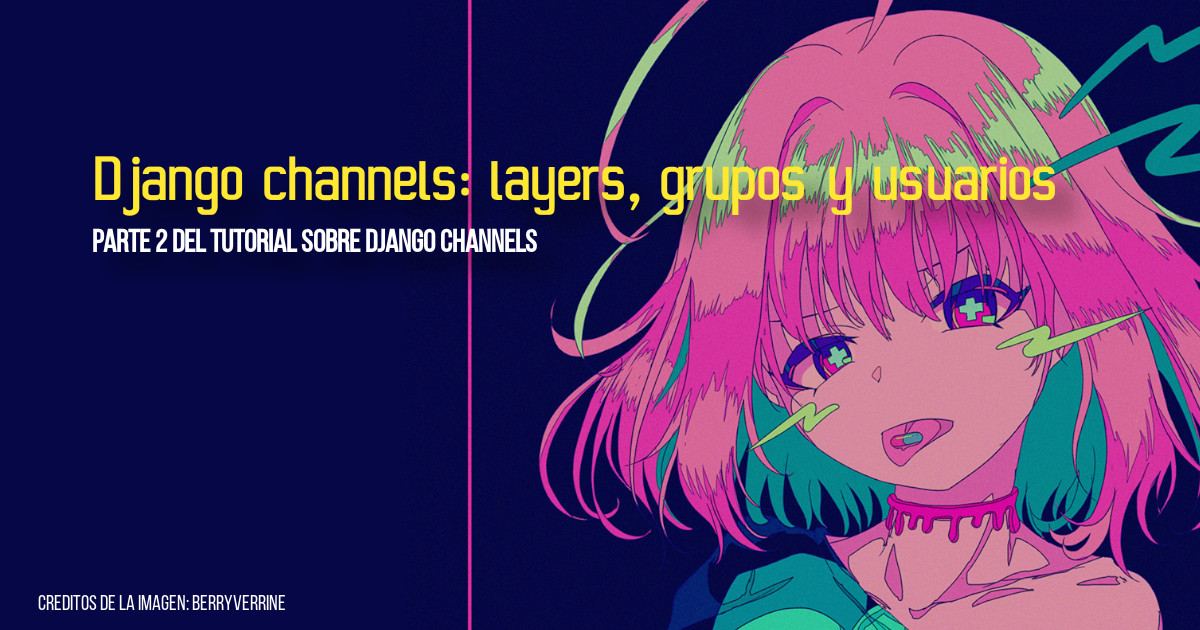 Django channels: layers, grupos y usuarios
PARTE 2 DEL TUTORIAL SOBRE DJANGO CHANNELS
CREDITOS DE LA IMAGEN: BERRYVERRINE